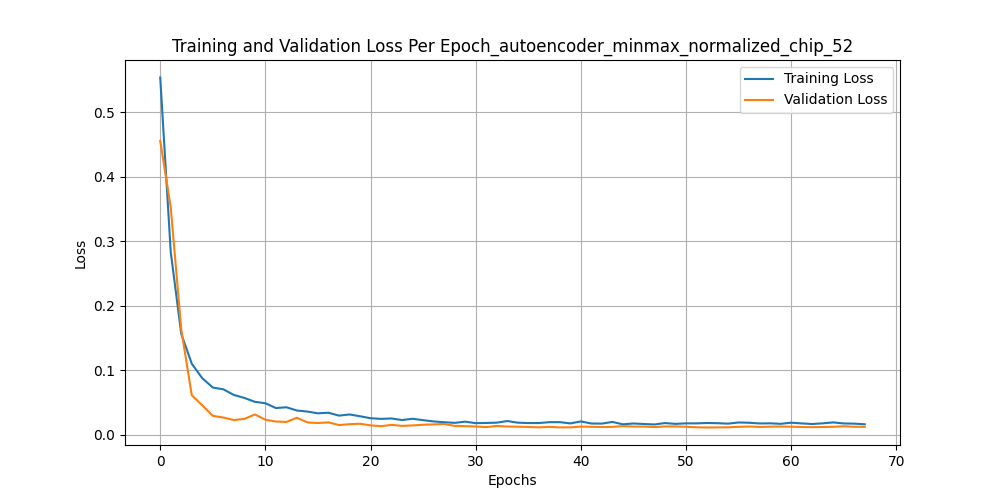 Training and Validation Loss Per Epoch_autoencoder_minmax_normalized_chip_52
Training Loss
Validation Loss
0.5
0.4
0.3
0.2
0.1
0.0
Loss
0 10 20 30 40 50 60 70
Epochs